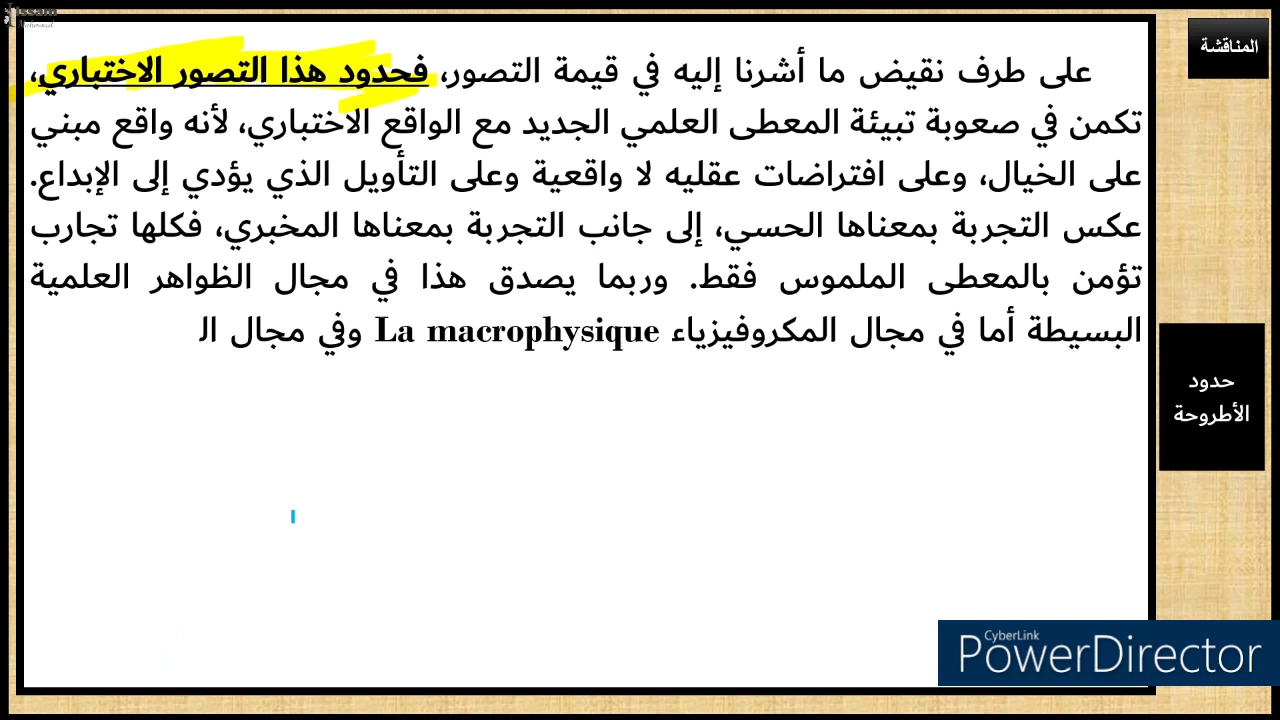 المناقشة
على طرف نقيض ما أشرنا إليه في قيمة التصور، فحدود هذا التصور الاختباري،
تكمن في صعوبة تبيئة المعطى العلمي الجديد مع الواقع الاختباري، لأنه واقع مبني
على الخيال، وعلى افتراضات عقليه لا واقعية وعلى التأويل الذي يؤدي إلى الإبداع.
عكس التجربة بمعناها الحسي، إلى جانب التجربة بمعناها المخبري، فكلها تجارب
تؤمن بالمعطى الملموس فقط. وربما يصدق هذا في مجال الظواهر العلمية
البسيطة أما في مجال المكروفيزياء La macrophysique وفي مجال ال
حدود
الأطروحة
CyberLink
PowerDirector